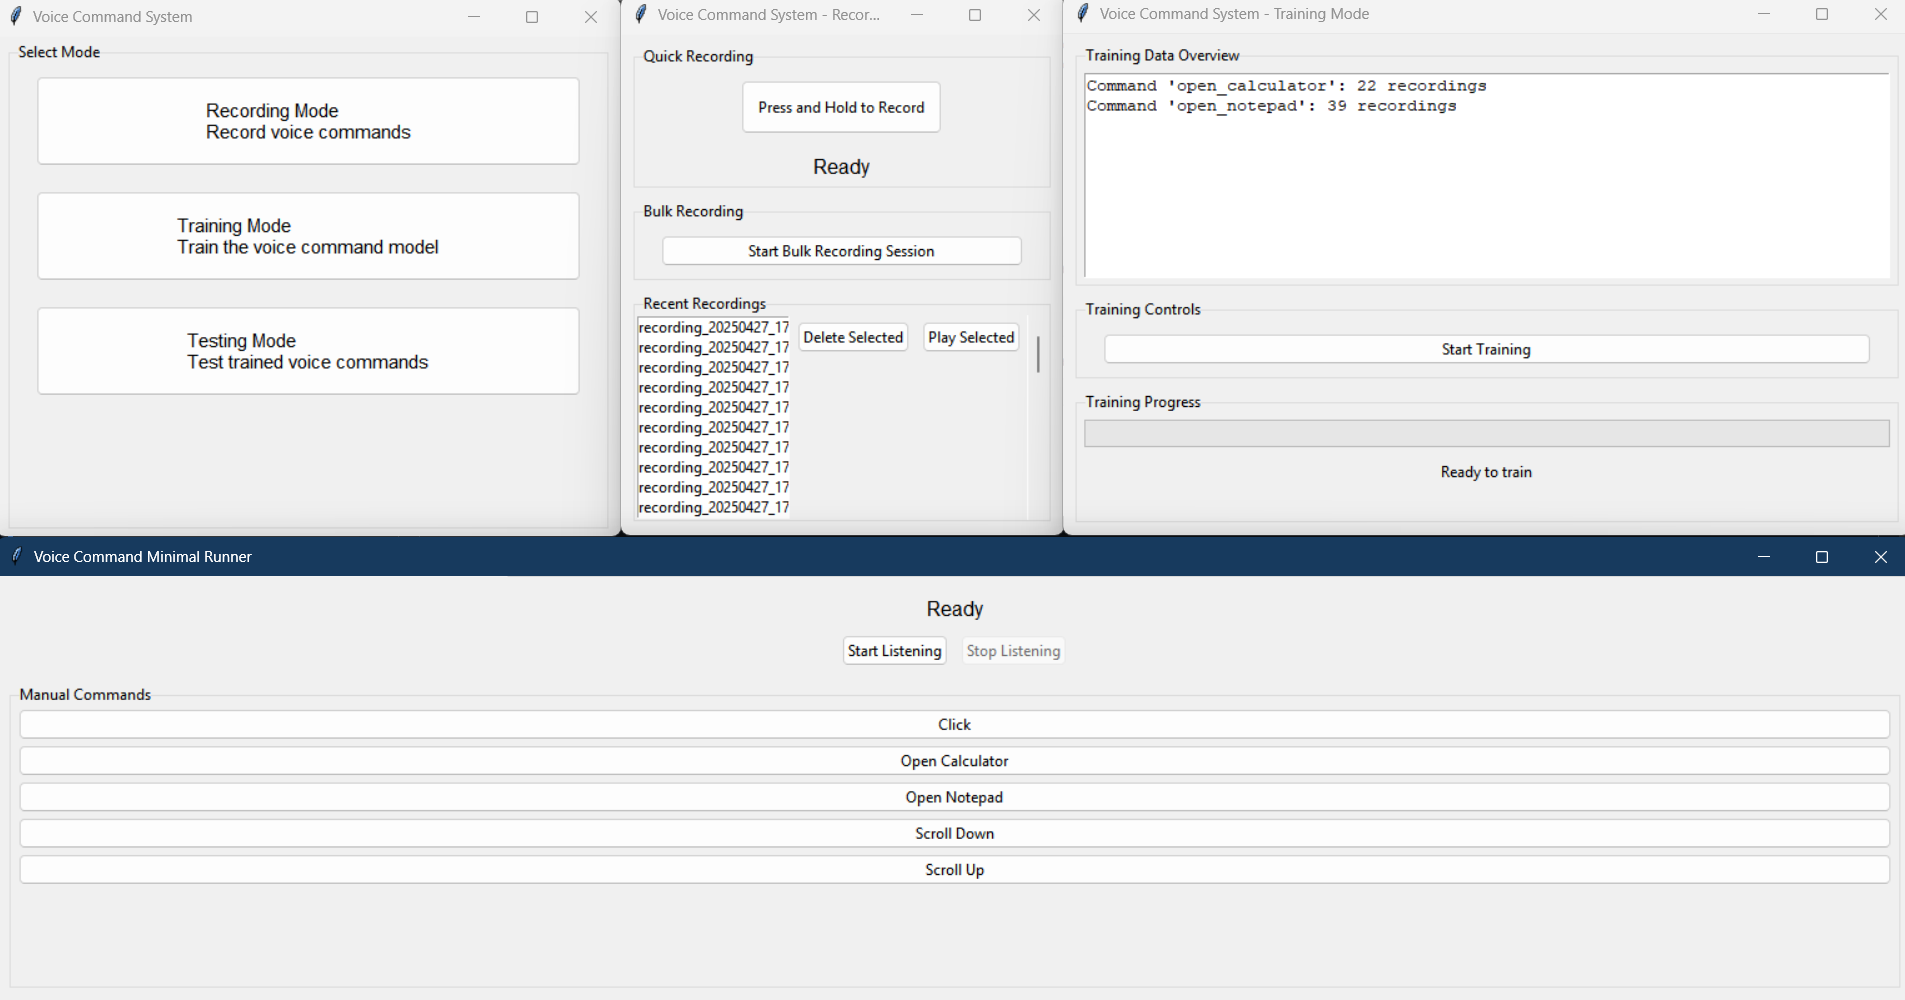 Voice Command System
Select Mode
Recording Mode
Record voice commands
Training Mode
Train the voice command model
Testing Mode
Test trained voice commands
Voice Command System - Recor...
Quick Recording
Press and Hold to Record
Ready
Bulk Recording
Start Bulk Recording Session
Recent Recordings
recording_20250427_17
recording_20250427_17
recording_20250427_17
recording_20250427_17
recording_20250427_17
recording_20250427_17
recording_20250427_17
recording_20250427_17
recording_20250427_17
recording_20250427_17
Delete Selected
Play Selected
Voice Command System - Training Mode
Training Data Overview
Command 'open_calculator': 22 recordings
Command 'open_notepad': 39 recordings
Training Controls
Start Training
Training Progress
Ready to train
Voice Command Minimal Runner
Ready
Start Listening
Stop Listening
Manual Commands
Click
Open Calculator
Open Notepad
Scroll Down
Scroll Up